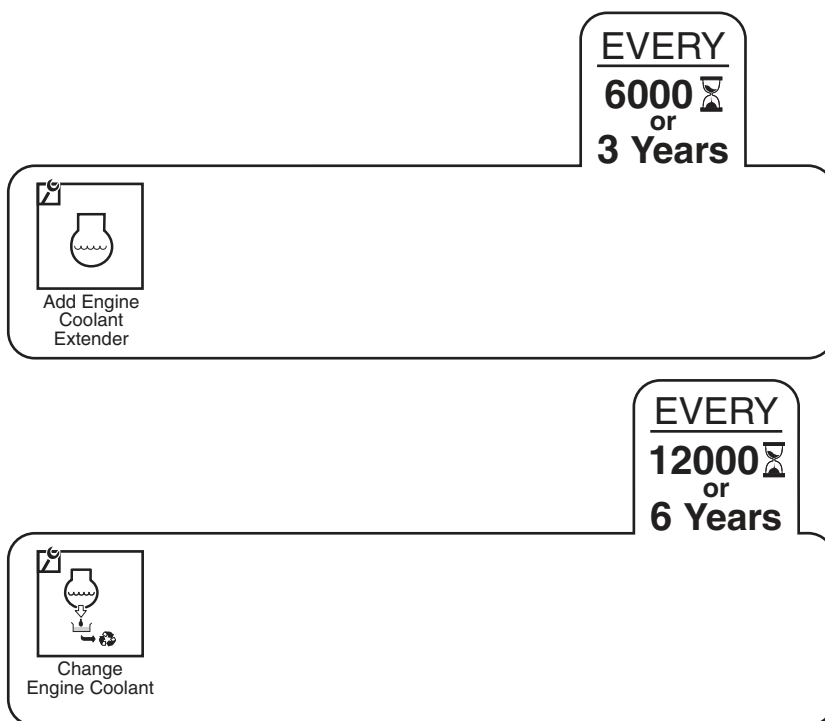 EVERY
6000
or
3 Years
Add Engine
Coolant
Extender
EVERY
12000
or
6 Years
Change
Engine Coolant